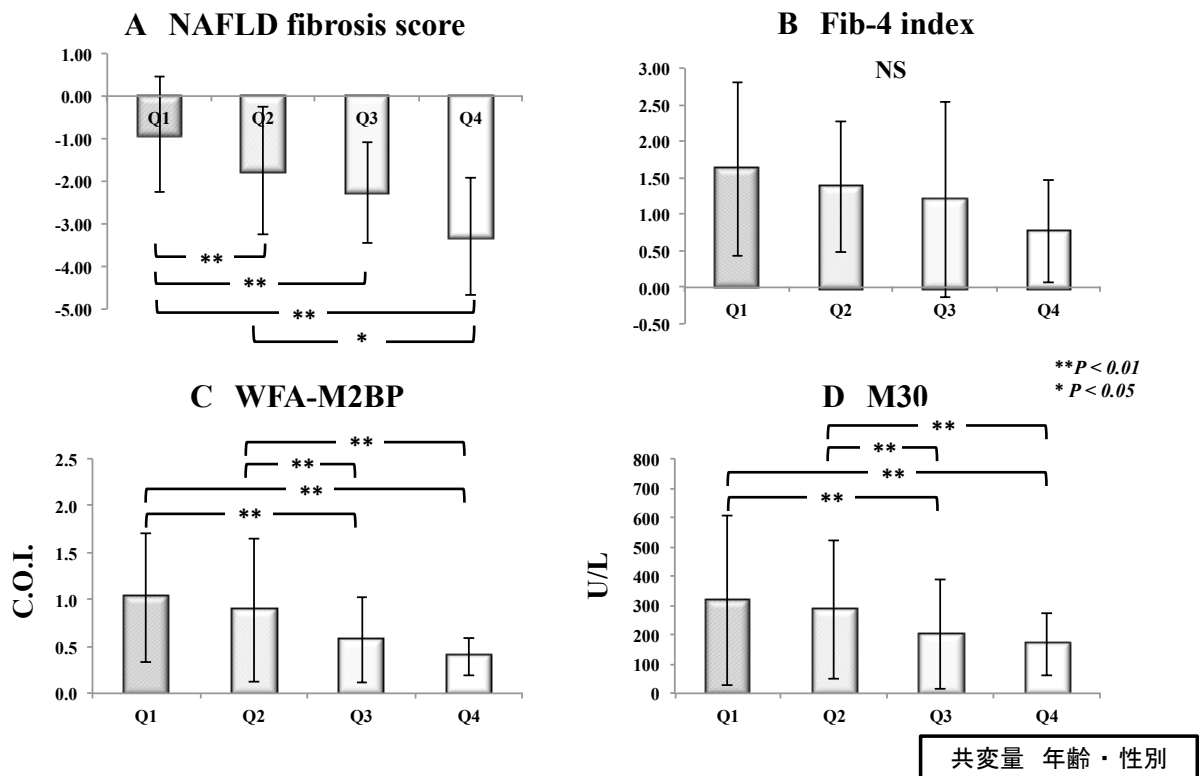 A NAFLD fibrosis score
1.00
0.00
-1.00
-2.00
-3.00
-4.00
-5.00
Q1
Q2
Q3
Q4
**
**
**
*
B Fib-4 index
NS
3.00
2.50
2.00
1.50
1.00
0.50
0.00
-0.50
Q1
Q2
Q3
Q4
**P < 0.01
* P < 0.05
C WFA-M2BP
**
**
**
**
C.O.I.
2.5
2.0
1.5
1.0
0.5
0.0
Q1
Q2
Q3
Q4
D M30
**
**
**
**
U/L
800
700
600
500
400
300
200
100
0
Q1
Q2
Q3
Q4
共変量 年齢・性別